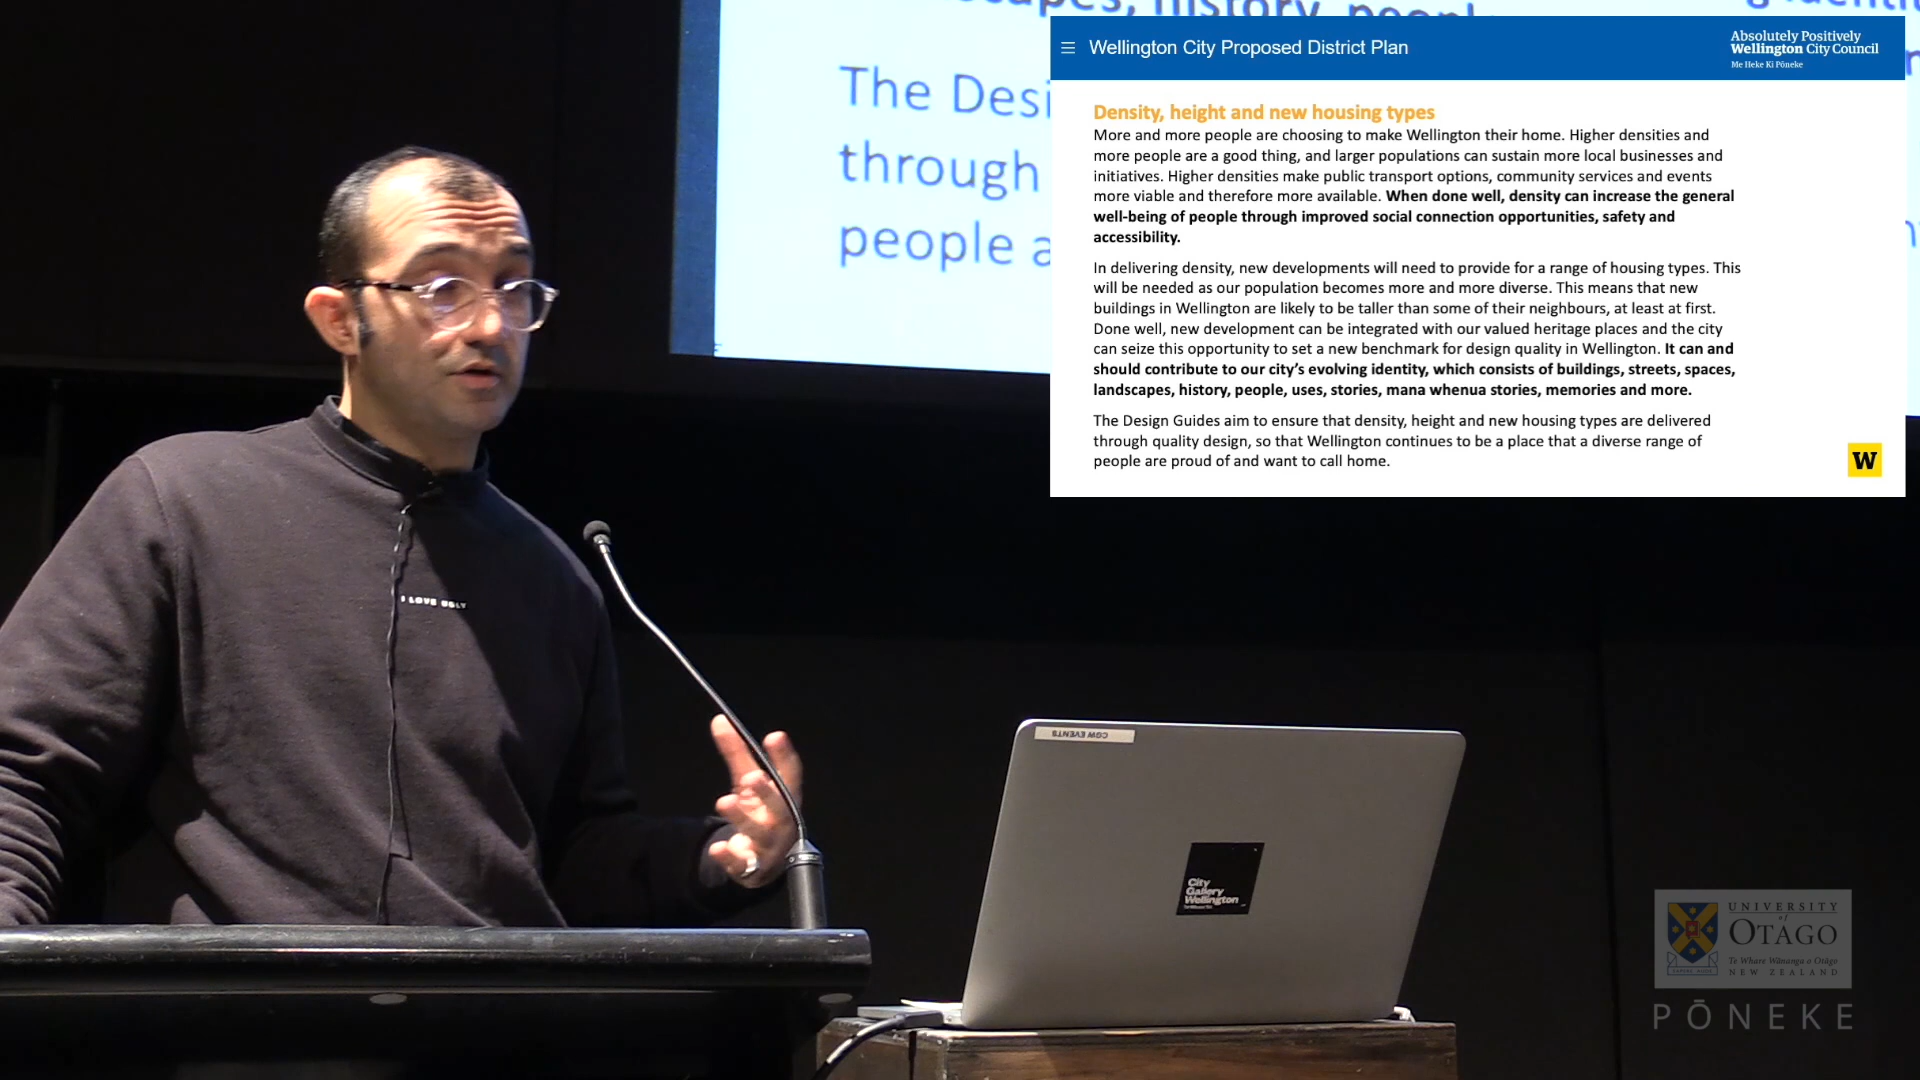 capes, history, peopl
The Desi
through
people a
Wellington City Proposed District Plan
Absolutely Positively
Wellington City Council
Me Heke Ki Pōneke
Density, height and new housing types
More and more people are choosing to make Wellington their home. Higher densities and
more people are a good thing, and larger populations can sustain more local businesses and
initiatives. Higher densities make public transport options, community services and events
more viable and therefore more available. When done well, density can increase the general
well-being of people through improved social connection opportunities, safety and
accessibility.
In delivering density, new developments will need to provide for a range of housing types. This
will be needed as our population becomes more and more diverse. This means that new
buildings in Wellington are likely to be taller than some of their neighbours, at least at first.
Done well, new development can be integrated with our valued heritage places and the city
can seize this opportunity to set a new benchmark for design quality in Wellington. It can and
should contribute to our city's evolving identity, which consists of buildings, streets, spaces,
landscapes, history, people, uses, stories, mana whenua stories, memories and more.
The Design Guides aim to ensure that density, height and new housing types are delivered
through quality design, so that Wellington continues to be a place that a diverse range of
people are proud of and want to call home.
W
I LOVE UGLY
CGW EVENTS
City
Gallery
Wellington
UNIVERSITY
of
OTAGO
Te Whare Wānanga o Otāgo
NEW ZEALAND
PŌNEKE